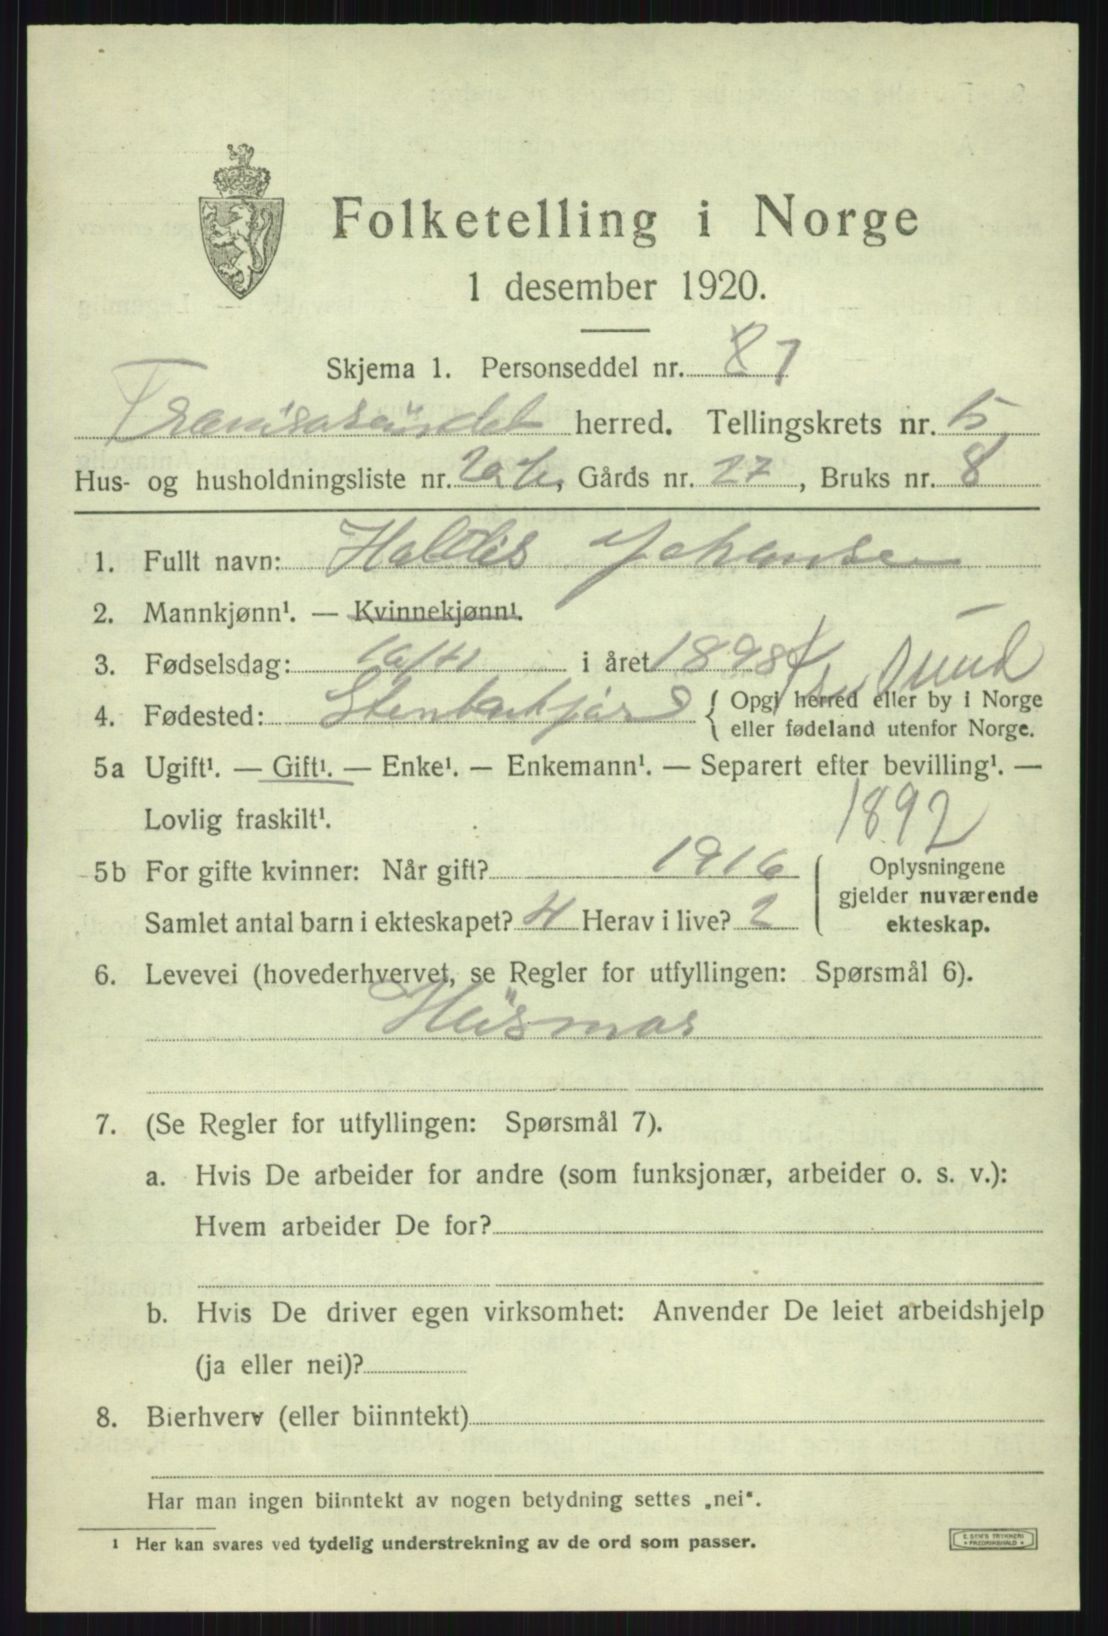 Folketelling i Norge
1 desember 1920.
Skjema 1. Personseddel nr. 87
Tromsøsundet herred. Tellingskrets nr. 5
Hus- og husholdningsliste nr. , Gårds nr. 27, Bruks nr. 8
1. Fullt navn: Haldis Johansen
2. Mannkjønn¹. — Kvinnekjønn¹.
3. Fødselsdag: i året 1898
4. Fødested: { Opgi herred eller by i Norge
eller fødeland utenfor Norge.
5a Ugift¹. — Gift¹. — Enke¹. — Enkemann¹. — Separert efter bevilling¹. —
Lovlig fraskilt¹.
1892
5b For gifte kvinner: Når gift? 1916
Samlet antal barn i ekteskapet? 4 Herav i live? 2
( Oplysningene
gjelder nuværende
ekteskap.
6. Levevei (hovederhvervet, se Regler for utfyllingen: Spørsmål 6).
Husmor
7. (Se Regler for utfyllingen: Spørsmål 7).
a. Hvis De arbeider for andre (som funksjonær, arbeider o. s. v.):
Hvem arbeider De for?
b. Hvis De driver egen virksomhet: Anvender De leiet arbeidshjelp
(ja eller nei)?
8. Bierhverv (eller biinntekt)
Har man ingen biinntekt av nogen betydning settes „nei“.
¹ Her kan svares ved tydelig understrekning av de ord som passer.